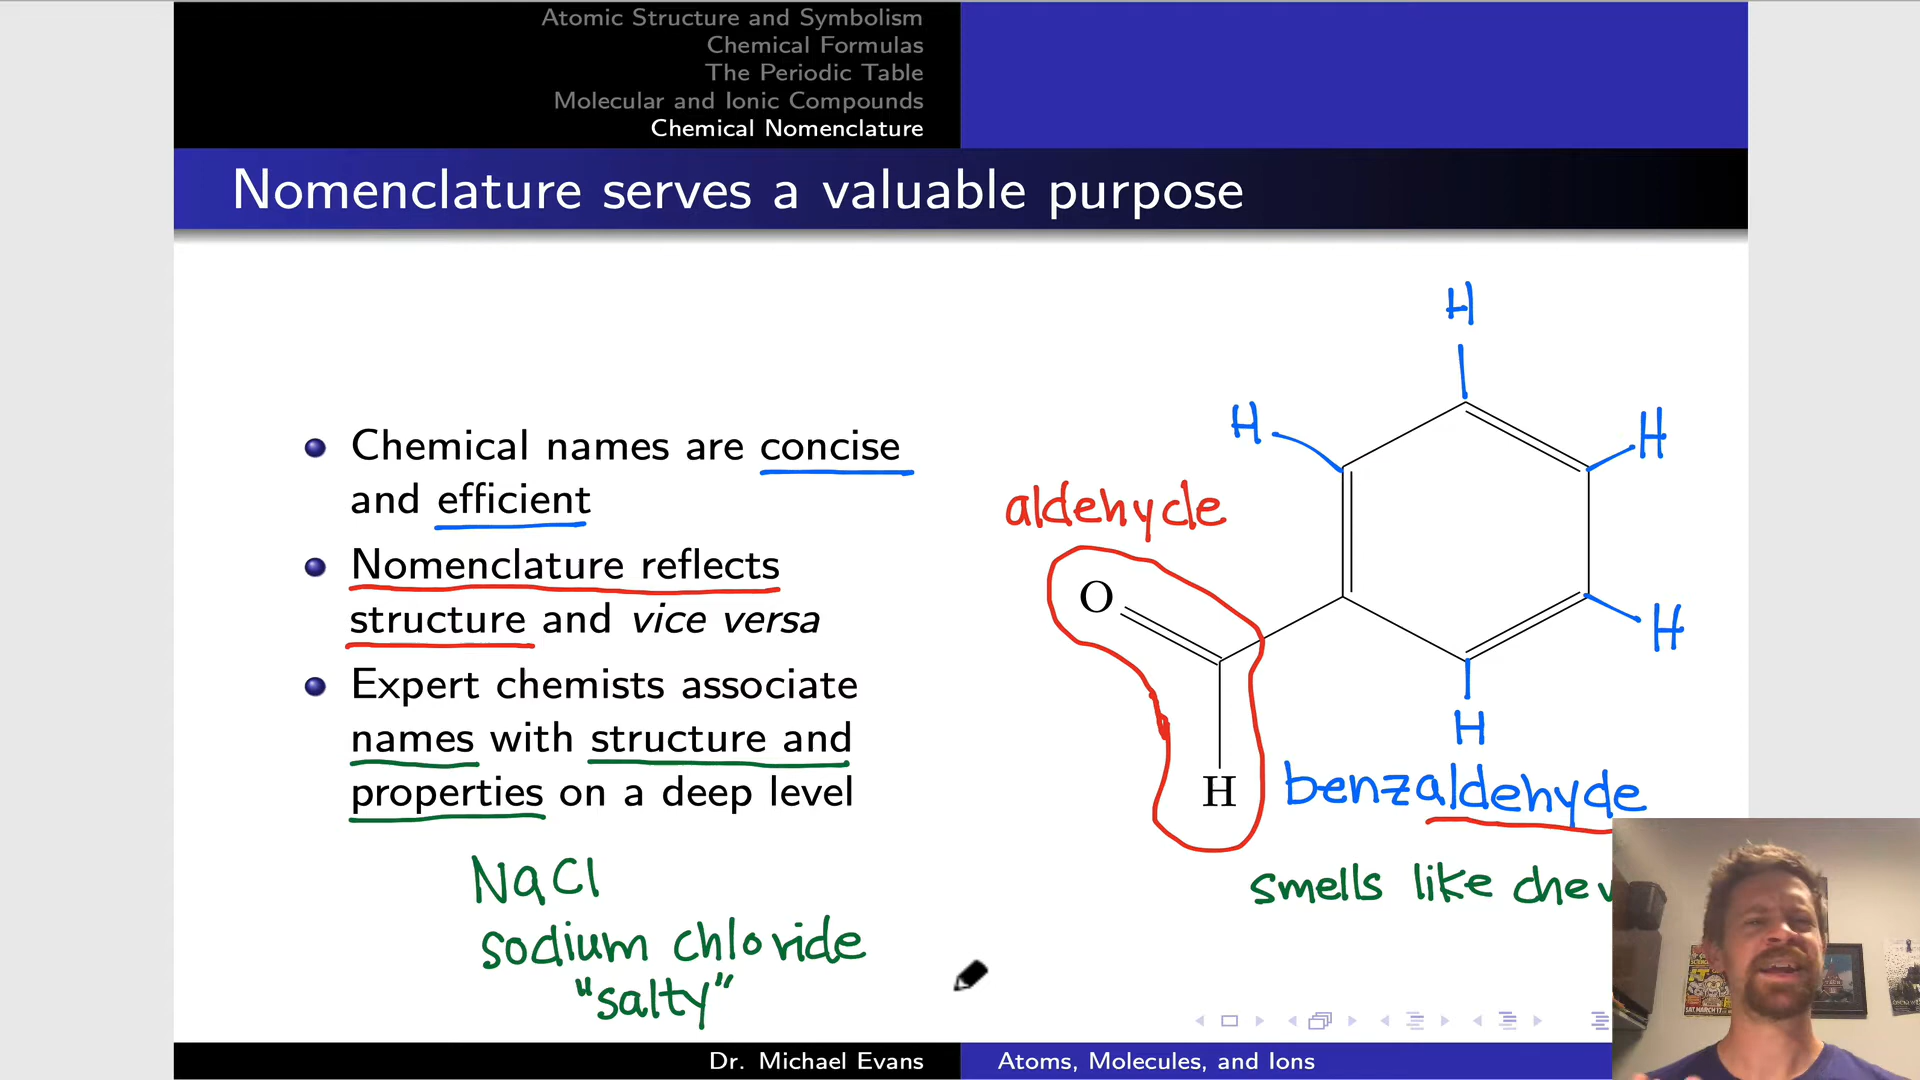 Atomic Structure and Symbolism
Chemical Formulas
The Periodic Table
Molecular and Ionic Compounds
Chemical Nomenclature
Nomenclature serves a valuable purpose
Chemical names are concise
and efficient
Nomenclature reflects
structure and vice versa
Expert chemists associate
names with structure and
properties on a deep level
NaCl
sodium chloride
"salty"
H
H
H
aldehyde
O
H
H
H
benzaldehyde
smells like
Dr. Michael Evans
Atoms, Molecules, and Ions